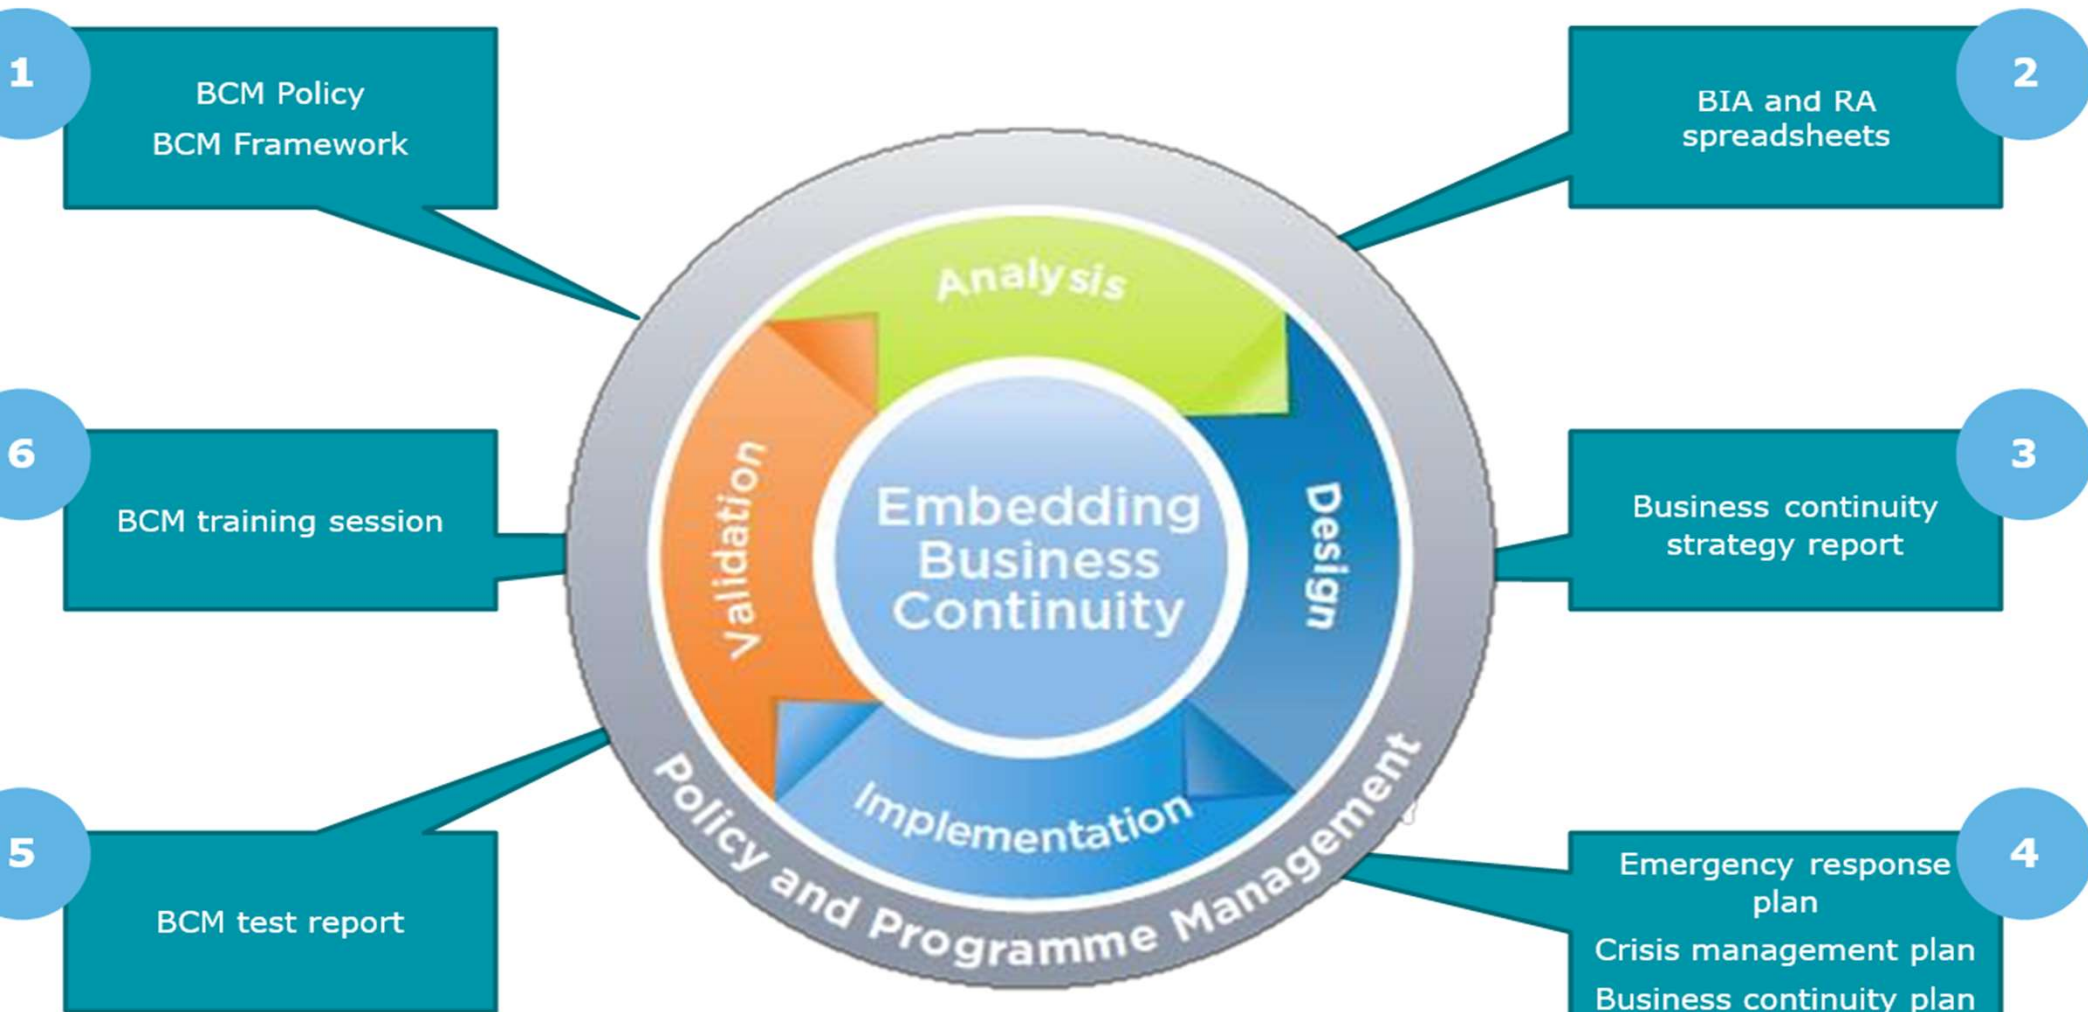 1
BCM Policy
BCM Framework
2
BIA and RA
spreadsheets
6
BCM training session
3
Business continuity
strategy report
5
BCM test report
4
Emergency response
plan
Crisis management plan
Business continuity plan
Analysis
Design
Implementation
Validation
Embedding
Business
Continuity
Policy and Programme Management